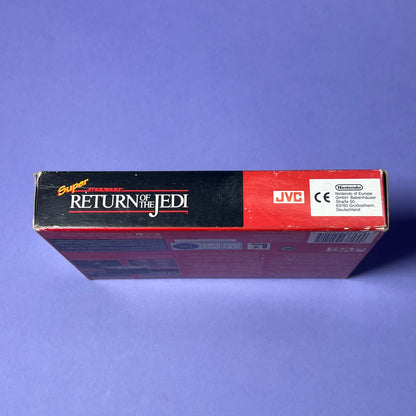 Super
STAR WARS
RETURN OF THE JEDI
JVC
CE
Nintendo
Nintendo of Europe
GmbH, Babenhäuser
Straße 50,
63760 Großostheim,
Deutschland